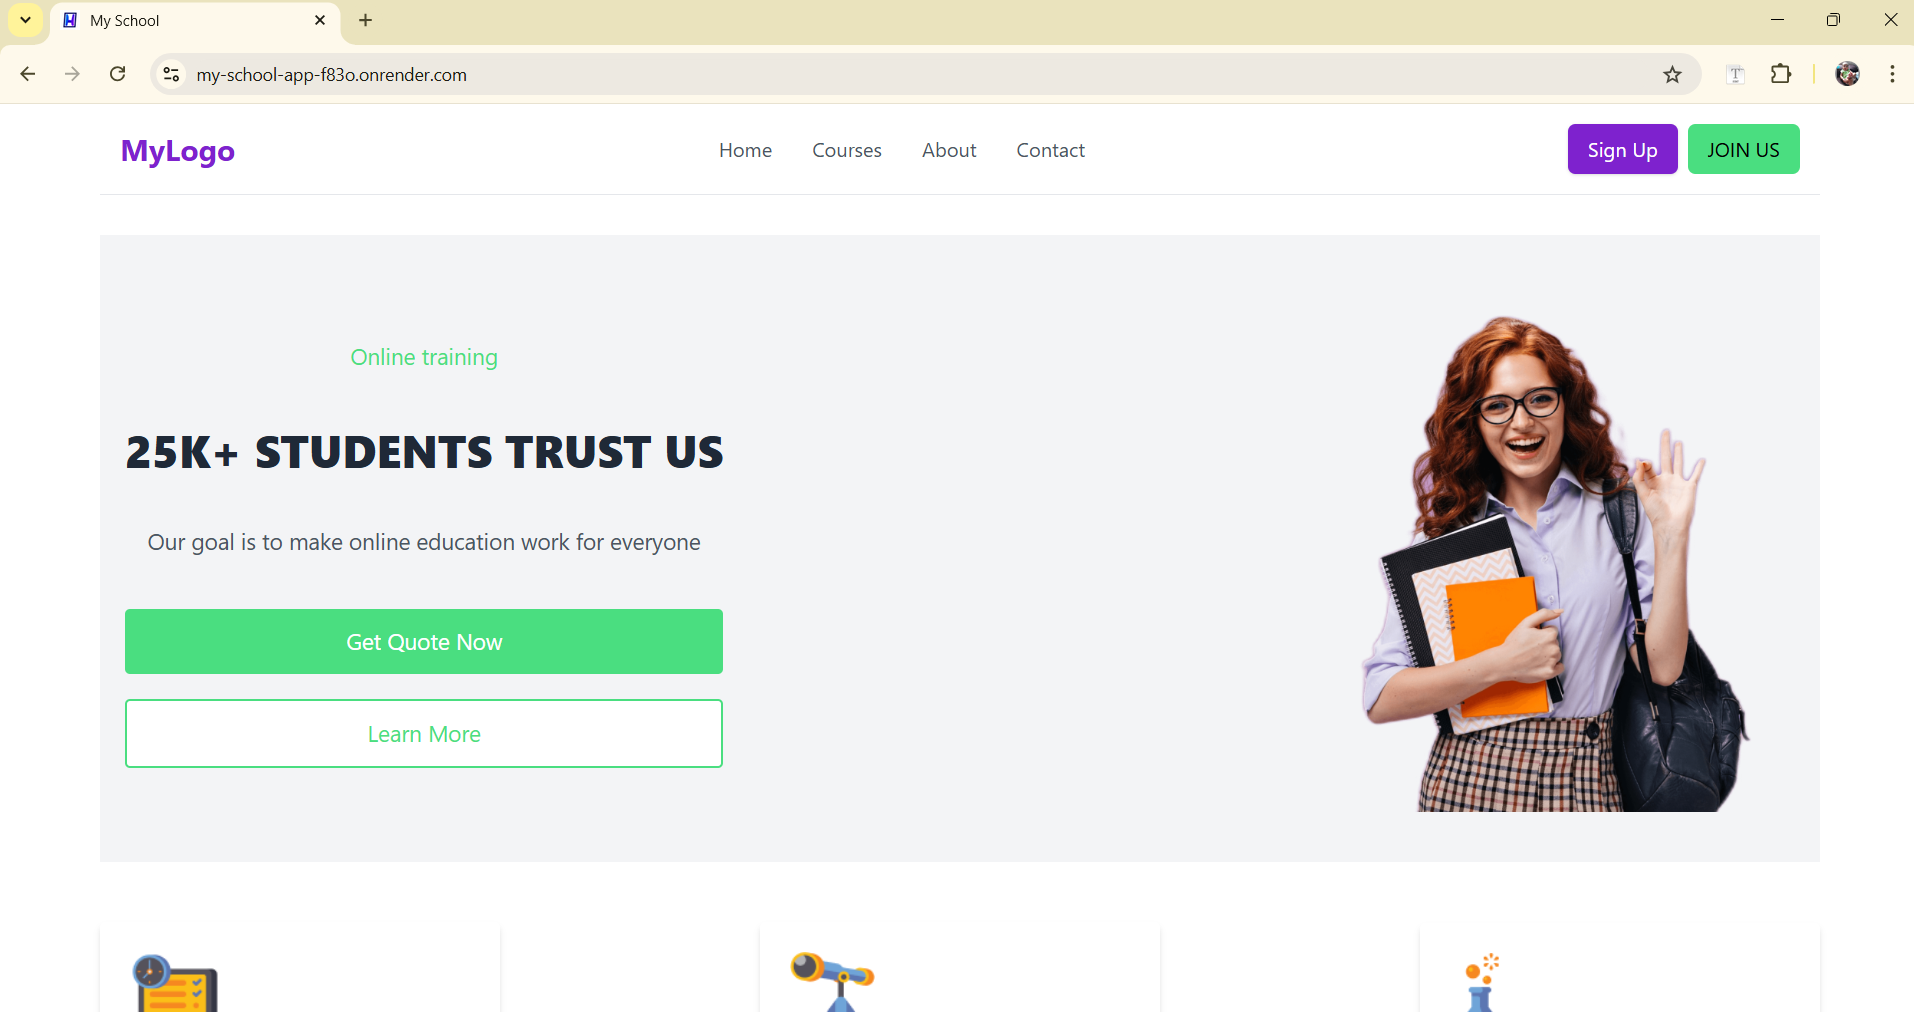 My School
my-school-app-f83o.onrender.com
MyLogo
Home Courses About Contact
Sign Up JOIN US
Online training
25K+ STUDENTS TRUST US
Our goal is to make online education work for everyone
Get Quote Now
Learn More